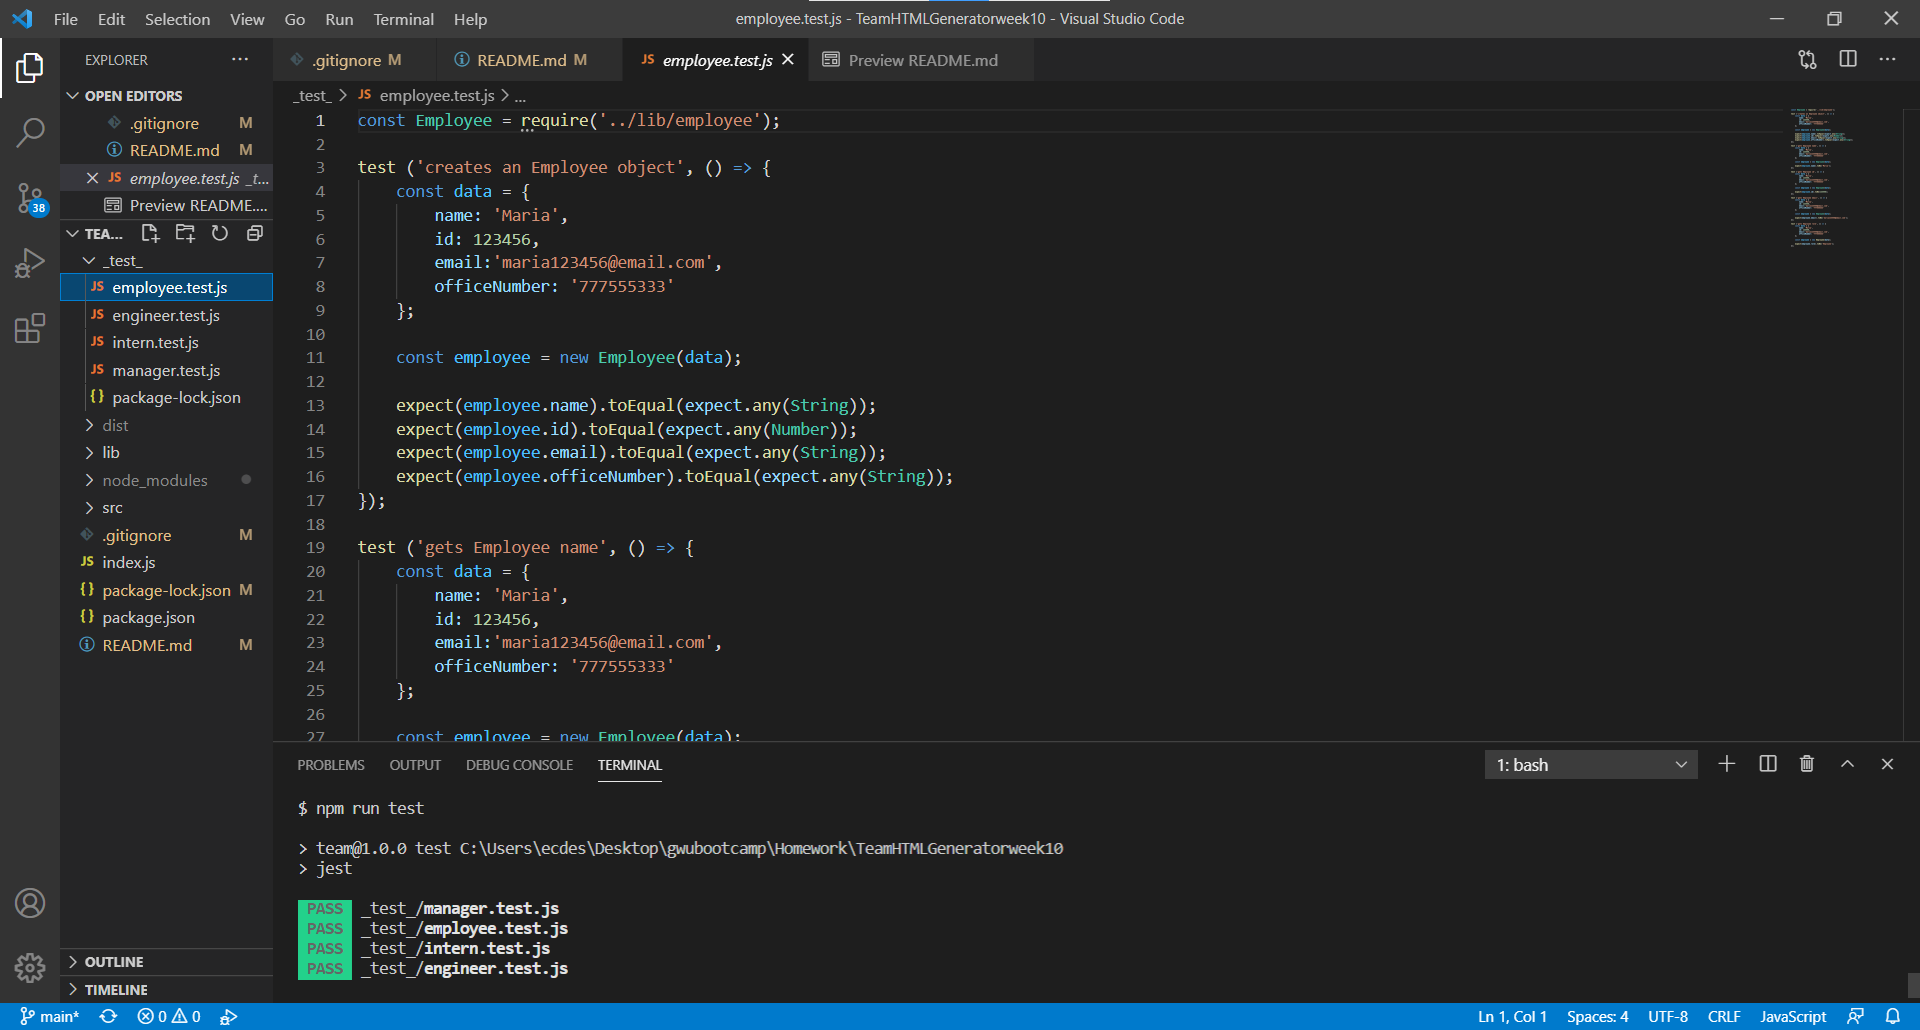 File Edit Selection View Go Run Terminal Help
employee.test.js - TeamHTMLGeneratorweek10 - Visual Studio Code
EXPLORER ...
OPEN EDITORS
.gitignore M
README.md M
employee.test.js _t...
Preview README....
TEA...
_test_
employee.test.js
engineer.test.js
intern.test.js
manager.test.js
package-lock.json
dist
lib
node_modules
src
.gitignore M
index.js
package-lock.json M
package.json
README.md M
OUTLINE
TIMELINE
38
.gitignore M
README.md M
JS employee.test.js
Preview README.md
_test_ > JS employee.test.js > ...
1 const Employee = require('../lib/employee');
2
3 test ('creates an Employee object', () => {
4 const data = {
5 name: 'Maria',
6 id: 123456,
7 email:'maria123456@email.com',
8 officeNumber: '777555333'
9 };
10
11 const employee = new Employee(data);
12
13 expect(employee.name).toEqual(expect.any(String));
14 expect(employee.id).toEqual(expect.any(Number));
15 expect(employee.email).toEqual(expect.any(String));
16 expect(employee.officeNumber).toEqual(expect.any(String));
17 });
18
19 test ('gets Employee name', () => {
20 const data = {
21 name: 'Maria',
22 id: 123456,
23 email:'maria123456@email.com',
24 officeNumber: '777555333'
25 };
26
27 const employee = new Employee(data);
PROBLEMS OUTPUT DEBUG CONSOLE TERMINAL
1: bash
$ npm run test
> team@1.0.0 test C:\Users\ecdes\Desktop\gwubootcamp\Homework\TeamHTMLGeneratorweek10
> jest
PASS _test_/manager.test.js
PASS _test_/employee.test.js
PASS _test_/intern.test.js
PASS _test_/engineer.test.js
main* 0 0
Ln 1, Col 1 Spaces: 4 UTF-8 CRLF JavaScript